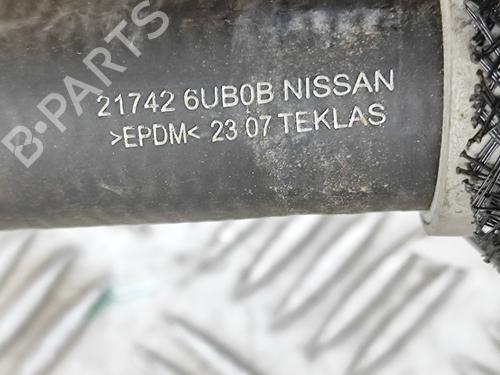 B-PARTS
21742 6UB0B NISSAN
>EPDM< 23 07 TEKLAS